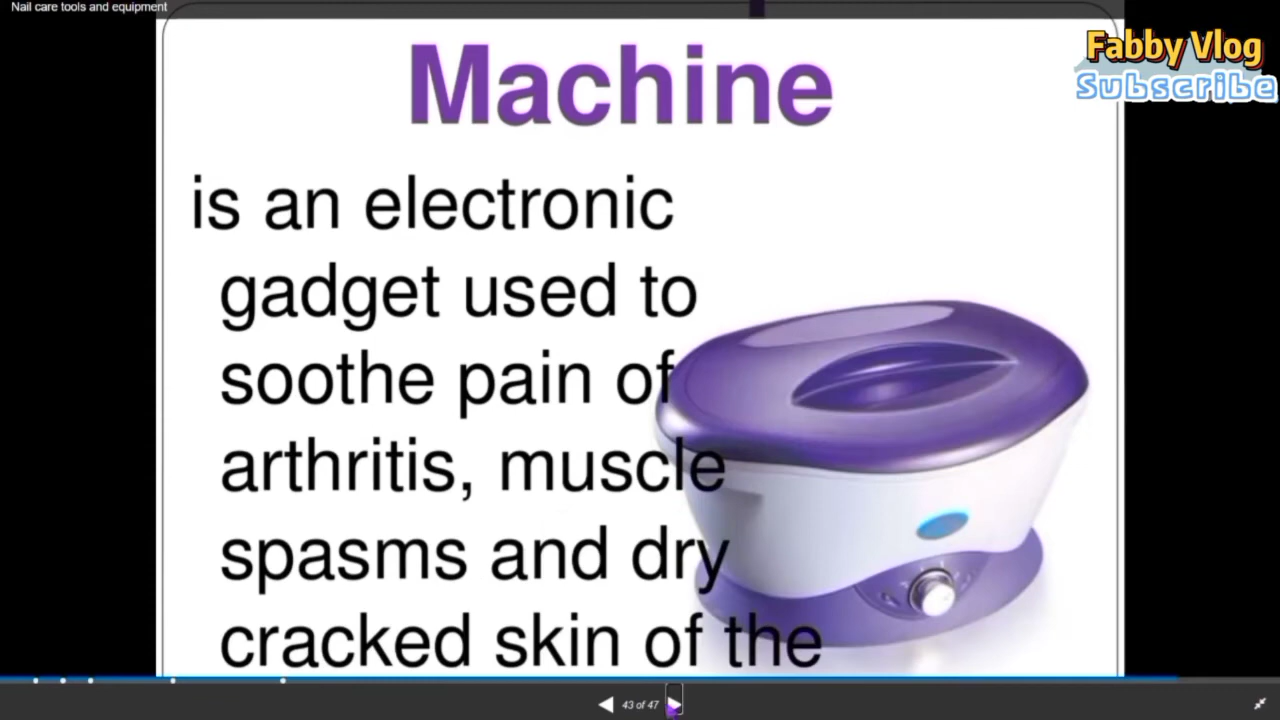 Nail care tools and equipment
Fabby Vlog
Subscribe
Machine
is an electronic
gadget used to
soothe pain of
arthritis, muscle
spasms and dry
cracked skin of the
43 of 47